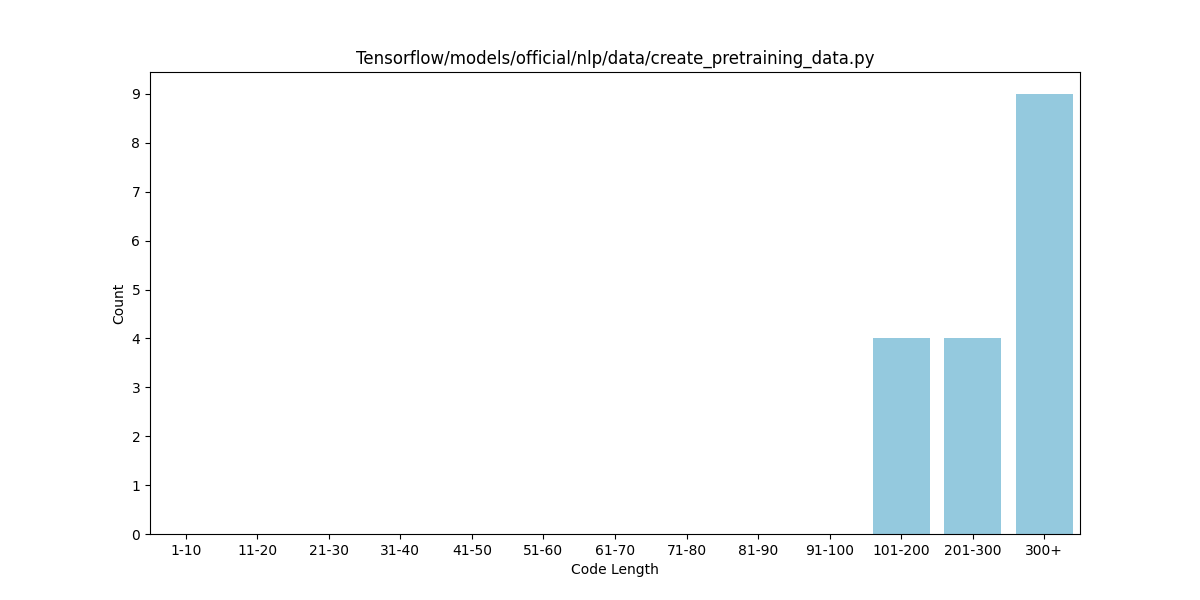 Tensorflow/models/official/nlp/data/create_pretraining_data.py
9
8
7
6
5
4
3
2
1
0
Count
1-10 11-20 21-30 31-40 41-50 51-60 61-70 71-80 81-90 91-100 101-200 201-300 300+
Code Length